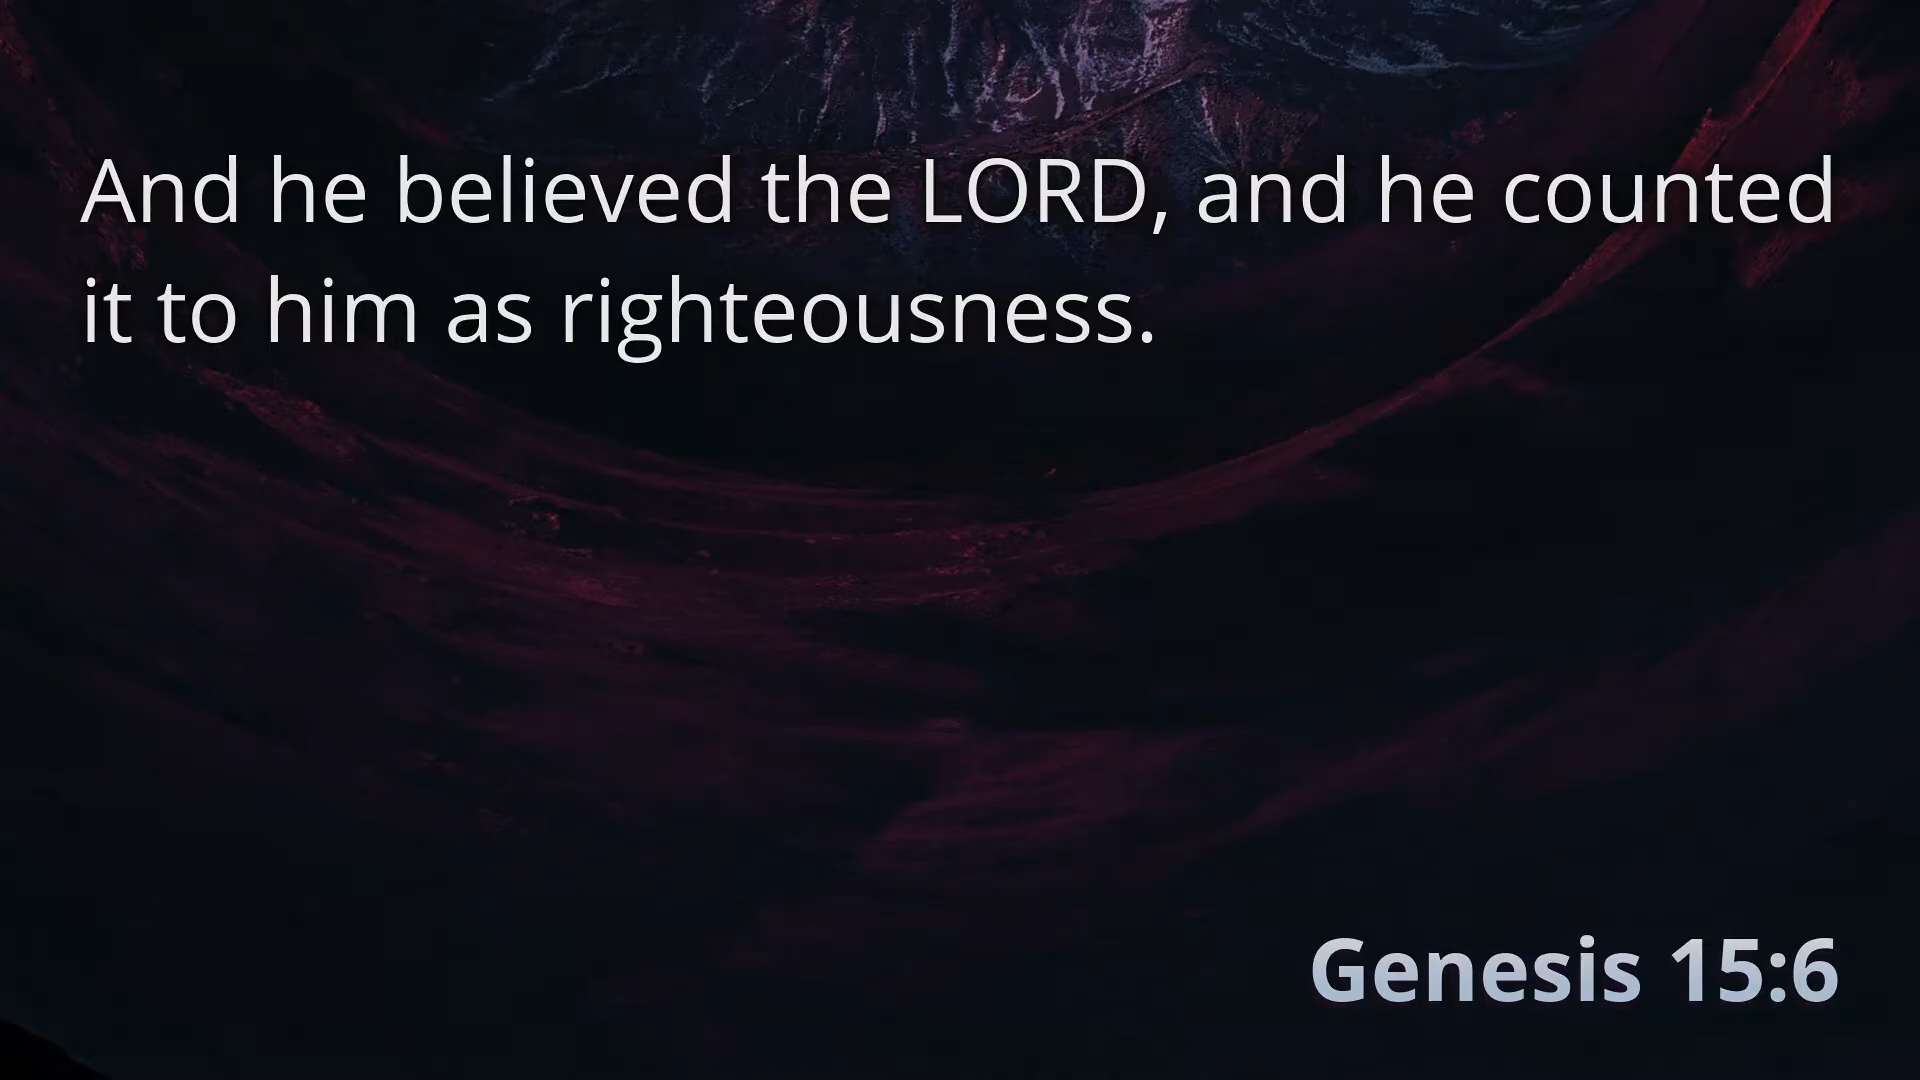 And he believed the LORD, and he counted
it to him as righteousness.
Genesis 15:6